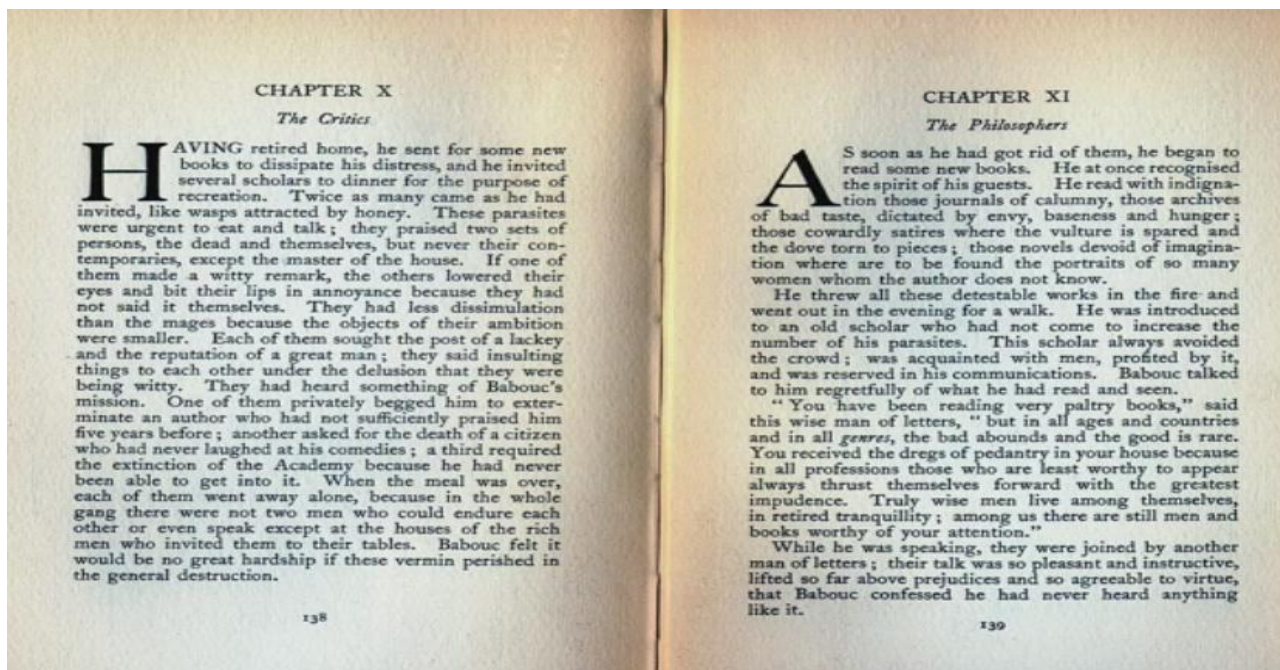 CHAPTER X
The Critics
HAVING retired home, he sent for some new
books to dissipate his distress, and he invited
several scholars to dinner for the purpose of
recreation. Twice as many came as he had
invited, like wasps attracted by honey. These parasites
were urgent to eat and talk; they praised two sets of
persons, the dead and themselves, but never their con-
temporaries, except the master of the house. If one of
them made a witty remark, the others lowered their
eyes and bit their lips in annoyance because they had
not said it themselves. They had less dissimulation
than the mages because the objects of their ambition
were smaller. Each of them sought the post of a lackey
and the reputation of a great man; they said insulting
things to each other under the delusion that they were
being witty. They had heard something of Babouc's
mission. One of them privately begged him to exter-
minate an author who had not sufficiently praised him
five years before; another asked for the death of a citizen
who had never laughed at his comedies; a third required
the extinction of the Academy because he had never
been able to get into it. When the meal was over,
each of them went away alone, because in the whole
gang there were not two men who could endure each
other or even speak except at the houses of the rich
men who invited them to their tables. Babouc felt it
would be no great hardship if these vermin perished in
the general destruction.
138
CHAPTER XI
The Philosophers
AS soon as he had got rid of them, he began to
read some new books. He at once recognised
the spirit of his guests. He read with indigna-
tion those journals of calumny, those archives
of bad taste, dictated by envy, baseness and hunger;
those cowardly satires where the vulture is spared and
the dove torn to pieces; those novels devoid of imagina-
tion where are to be found the portraits of so many
women whom the author does not know.
He threw all these detestable works in the fire and
went out in the evening for a walk. He was introduced
to an old scholar who had not come to increase the
number of his parasites. This scholar always avoided
the crowd; was acquainted with men, profited by it,
and was reserved in his communications. Babouc talked
to him regretfully of what he had read and seen.
"You have been reading very paltry books," said
this wise man of letters, "but in all ages and countries
and in all genres, the bad abounds and the good is rare.
You received the dregs of pedantry in your house because
in all professions those who are least worthy to appear
always thrust themselves forward with the greatest
impudence. Truly wise men live among themselves,
in retired tranquillity; among us there are still men and
books worthy of your attention."
While he was speaking, they were joined by another
man of letters; their talk was so pleasant and instructive,
lifted so far above prejudices and so agreeable to virtue,
that Babouc confessed he had never heard anything
like it.
139